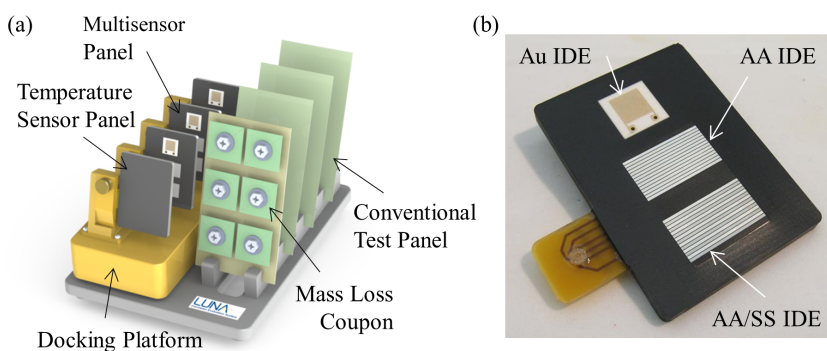 (a)
Multisensor
Panel
Temperature
Sensor Panel
Docking Platform
LUNA
Mass Loss
Coupon
Conventional
Test Panel
(b)
Au IDE
AA IDE
AA/SS IDE